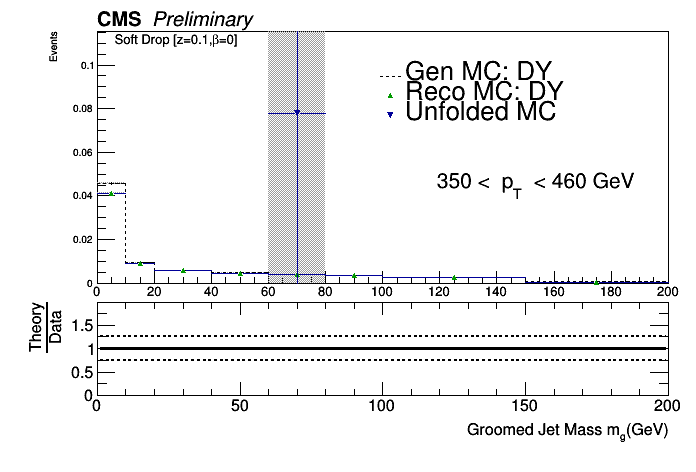 CMS Preliminary
Events
Soft Drop [z=0.1,β=0]
Gen MC: DY
Reco MC: DY
Unfolded MC
350 < pT < 460 GeV
0.1
0.08
0.06
0.04
0.02
0
0 20 40 60 80 100 120 140 160 180 200
Theory
Data
1.5
1
0.5
0
0 50 100 150 200
Groomed Jet Mass mg(GeV)